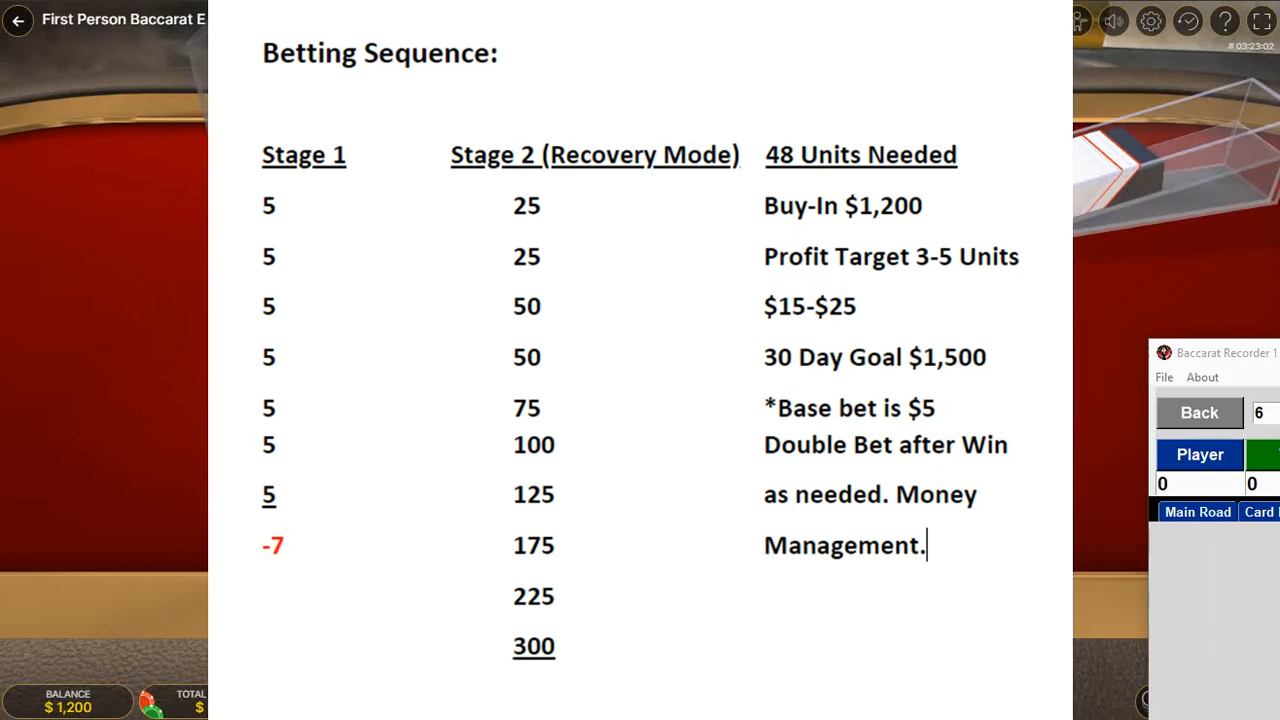 First Person Baccarat E
# 03:23:02
Betting Sequence:
Stage 1 Stage 2 (Recovery Mode) 48 Units Needed
5 25 Buy-In $1,200
5 25 Profit Target 3-5 Units
5 50 $15-$25
5 50 30 Day Goal $1,500
5 75 *Base bet is $5
5 100 Double Bet after Win
5 125 as needed. Money
-7 175 Management.
225
300
Baccarat Recorder 1
File About
Back 6
Player
0 0
Main Road Card
BALANCE
$ 1,200
TOTAL
$